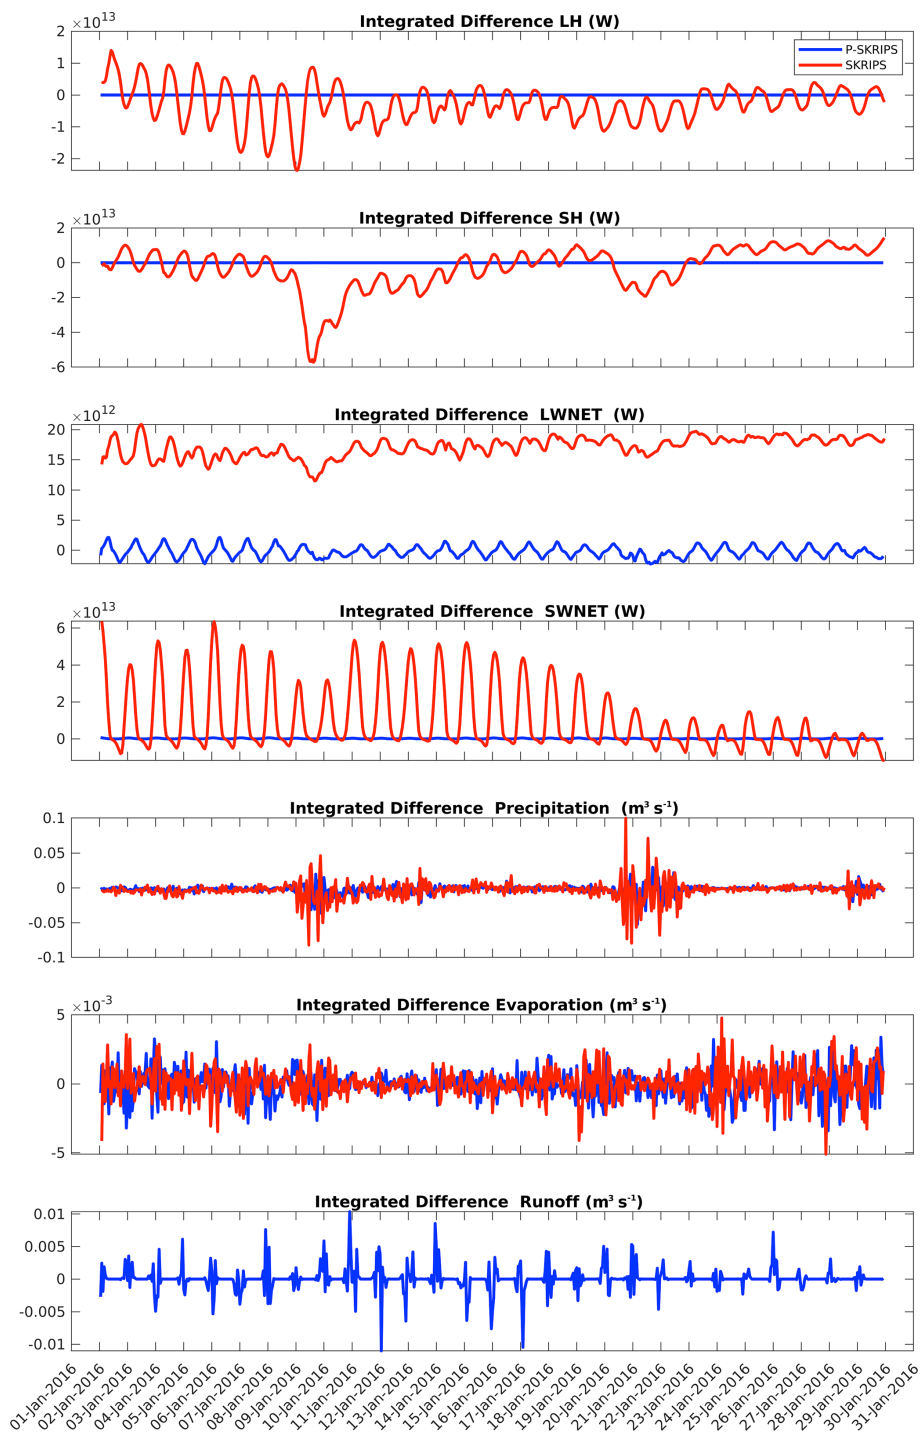 Integrated Difference LH (W)
×10¹³
2
1
0
-1
-2
P-SKRIPS
SKRIPS
Integrated Difference SH (W)
×10¹³
2
0
-2
-4
-6
Integrated Difference LWNET (W)
×10¹²
20
15
10
5
0
Integrated Difference SWNET (W)
×10¹³
6
4
2
0
Integrated Difference Precipitation (m³ s⁻¹)
0.1
0.05
0
-0.05
-0.1
Integrated Difference Evaporation (m³ s⁻¹)
×10⁻³
5
0
-5
Integrated Difference Runoff (m³ s⁻¹)
0.01
0.005
0
-0.005
-0.01
01-Jan-2016
02-Jan-2016
03-Jan-2016
04-Jan-2016
05-Jan-2016
06-Jan-2016
07-Jan-2016
08-Jan-2016
09-Jan-2016
10-Jan-2016
11-Jan-2016
12-Jan-2016
13-Jan-2016
14-Jan-2016
15-Jan-2016
16-Jan-2016
17-Jan-2016
18-Jan-2016
19-Jan-2016
20-Jan-2016
21-Jan-2016
22-Jan-2016
23-Jan-2016
24-Jan-2016
25-Jan-2016
26-Jan-2016
27-Jan-2016
28-Jan-2016
29-Jan-2016
30-Jan-2016
31-Jan-2016